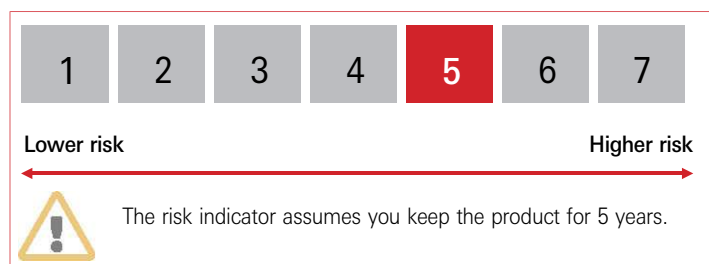 1 2 3 4 5 6 7
Lower risk Higher risk
The risk indicator assumes you keep the product for 5 years.